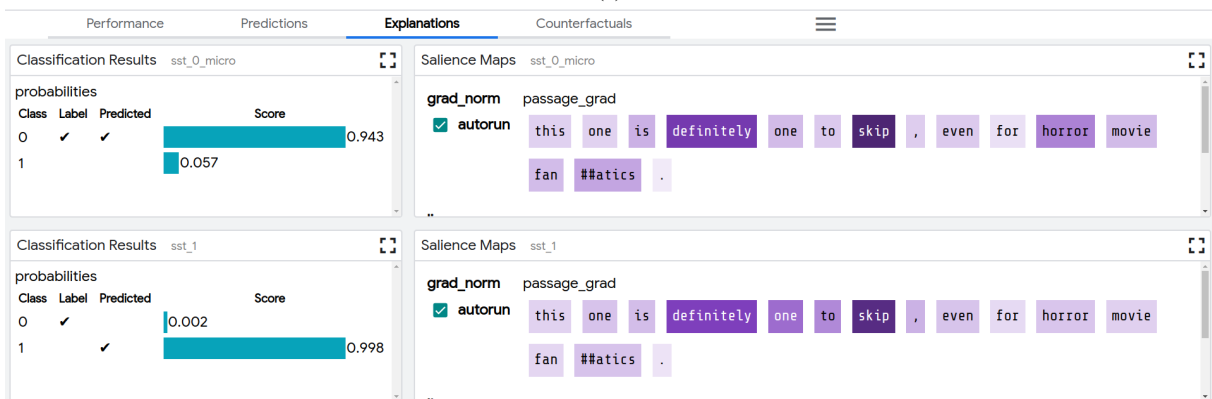 Performance Predictions Explanations Counterfactuals
Classification Results sst_0_micro
probabilities
Class Label Predicted Score
0 ✔ ✔ 0.943
1 0.057
Salience Maps sst_0_micro
grad_norm passage_grad
autorun this one is definitely one to skip , even for horror movie
fan ##atics .
Classification Results sst_1
probabilities
Class Label Predicted Score
0 ✔ 0.002
1 ✔ 0.998
Salience Maps sst_1
grad_norm passage_grad
autorun this one is definitely one to skip , even for horror movie
fan ##atics .